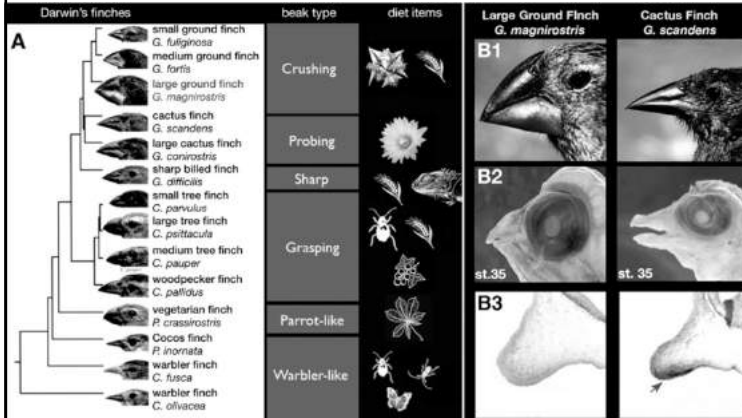 Darwin's finches
beak type
diet items
A
small ground finch
G. fuliginosa
medium ground finch
G. fortis
large ground finch
G. magnirostris
cactus finch
G. scandens
large cactus finch
G. conirostris
sharp billed finch
G. difficilis
small tree finch
C. parvulus
large tree finch
C. psittacula
medium tree finch
C. pauper
woodpecker finch
C. pallidus
vegetarian finch
P. crassirostris
Cocos finch
P. inornata
warbler finch
C. fusca
warbler finch
C. olivacea
Crushing
Probing
Sharp
Grasping
Parrot-like
Warbler-like
Large Ground FInch
G. magnirostris
Cactus Finch
G. scandens
B1
B2
st.35
st. 35
B3